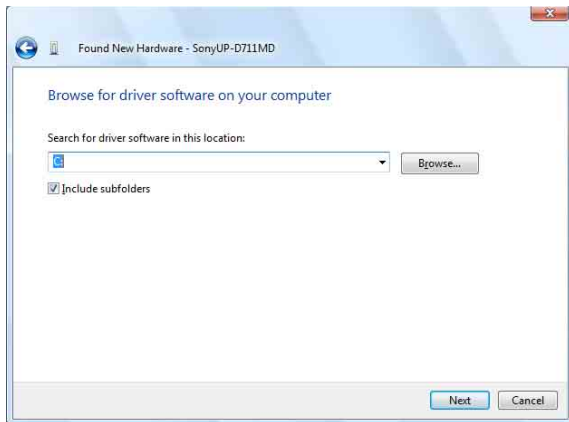 Found New Hardware - SonyUP-D711MD
Browse for driver software on your computer
Search for driver software in this location:
C:
Browse...
Include subfolders
Next
Cancel